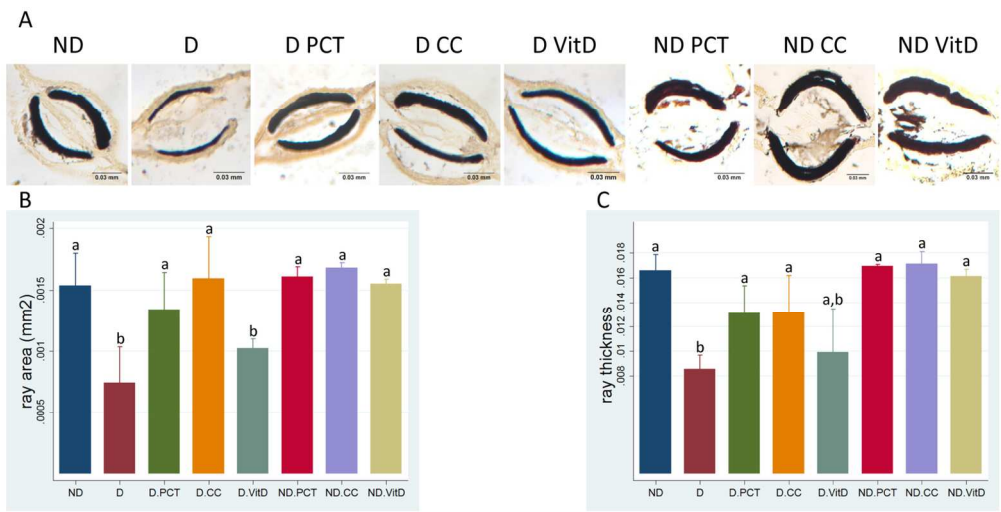 A
ND D D PCT D CC D VitD ND PCT ND CC ND VitD
0.03 mm 0.03 mm 0.03 mm 0.03 mm 0.03 mm 0.03 mm 0.03 mm 0.03 mm
B
ray area (mm2)
.0005 .001 .0015 .002
a b a a b a a a
ND D D.PCT D.CC D.VitD ND.PCT ND.CC ND.VitD
C
ray thickness
.008 .01 .012 .014 .016 .018
a b a a a,b a a a
ND D D.PCT D.CC D.VitD ND.PCT ND.CC ND.VitD